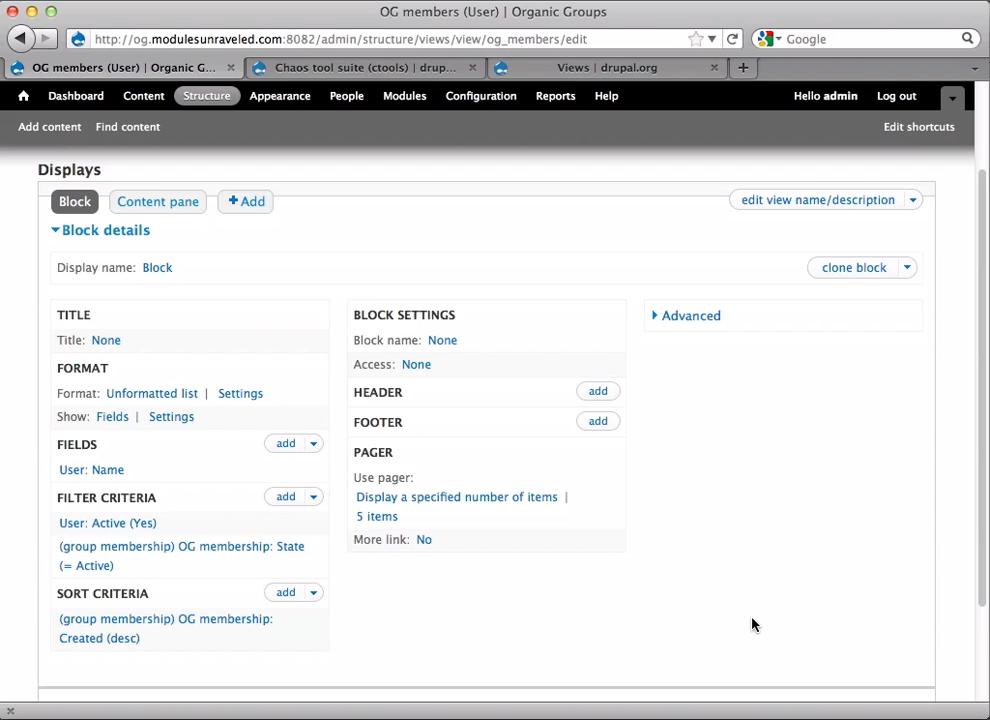 OG members (User) | Organic Groups
http://og.modulesunraveled.com:8082/admin/structure/views/view/og_members/edit
Google
OG members (User) | Organic G...
Chaos tool suite (ctools) | drup...
Views | drupal.org
Dashboard Content Structure Appearance People Modules Configuration Reports Help Hello admin Log out
Add content Find content Edit shortcuts
Displays
Block Content pane + Add edit view name/description
Block details
Display name: Block clone block
TITLE
Title: None
FORMAT
Format: Unformatted list | Settings
Show: Fields | Settings
FIELDS add
User: Name
FILTER CRITERIA add
User: Active (Yes)
(group membership) OG membership: State
(= Active)
SORT CRITERIA add
(group membership) OG membership:
Created (desc)
BLOCK SETTINGS
Block name: None
Access: None
HEADER add
FOOTER add
PAGER
Use pager:
Display a specified number of items |
5 items
More link: No
Advanced